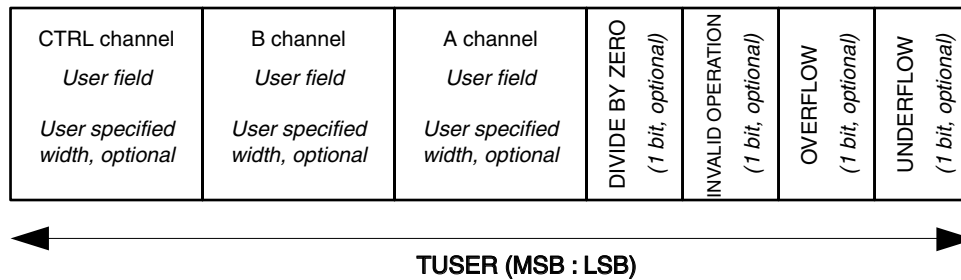 CTRL channel
User field
User specified
width, optional
B channel
User field
User specified
width, optional
A channel
User field
User specified
width, optional
DIVIDE BY ZERO
(1 bit, optional)
INVALID OPERATION
(1 bit, optional)
OVERFLOW
(1 bit, optional)
UNDERFLOW
(1 bit, optional)
TUSER (MSB : LSB)